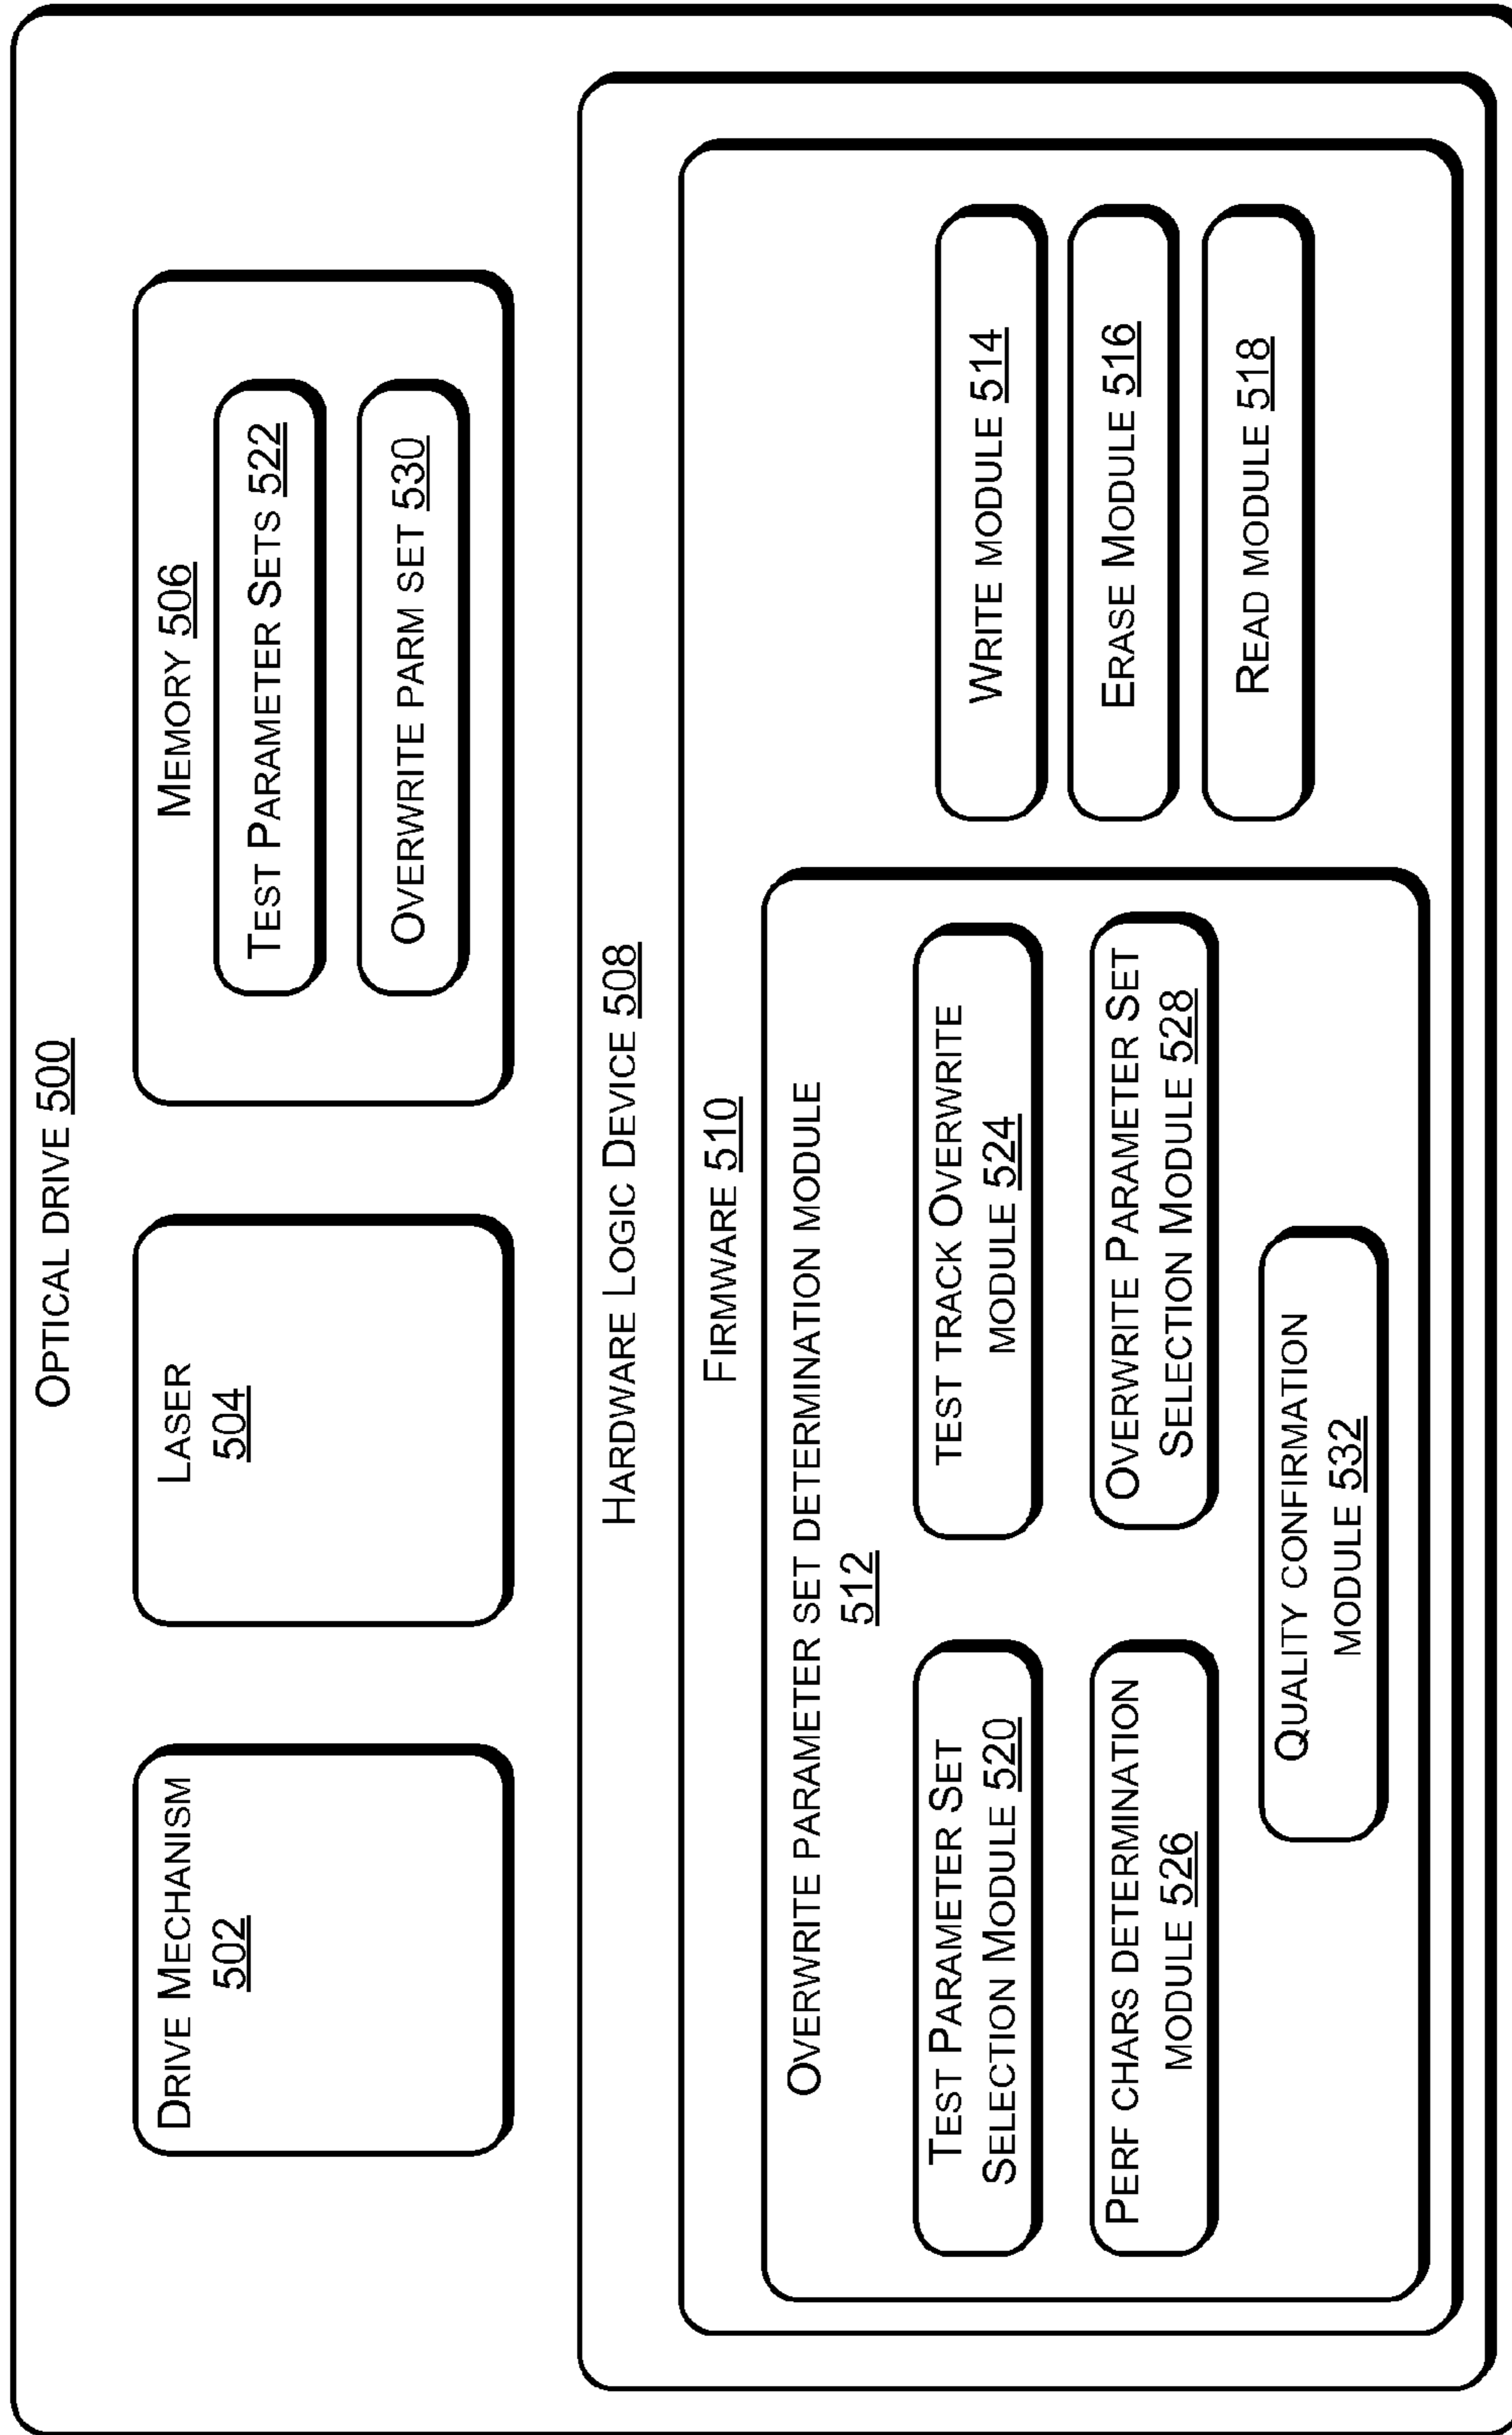 OPTICAL DRIVE 500
DRIVE MECHANISM
502
LASER
504
MEMORY 506
TEST PARAMETER SETS 522
OVERWRITE PARM SET 530
HARDWARE LOGIC DEVICE 508
FIRMWARE 510
OVERWRITE PARAMETER SET DETERMINATION MODULE
512
TEST PARAMETER SET
SELECTION MODULE 520
TEST TRACK OVERWRITE
MODULE 524
PERF CHARS DETERMINATION
MODULE 526
OVERWRITE PARAMETER SET
SELECTION MODULE 528
QUALITY CONFIRMATION
MODULE 532
WRITE MODULE 514
ERASE MODULE 516
READ MODULE 518